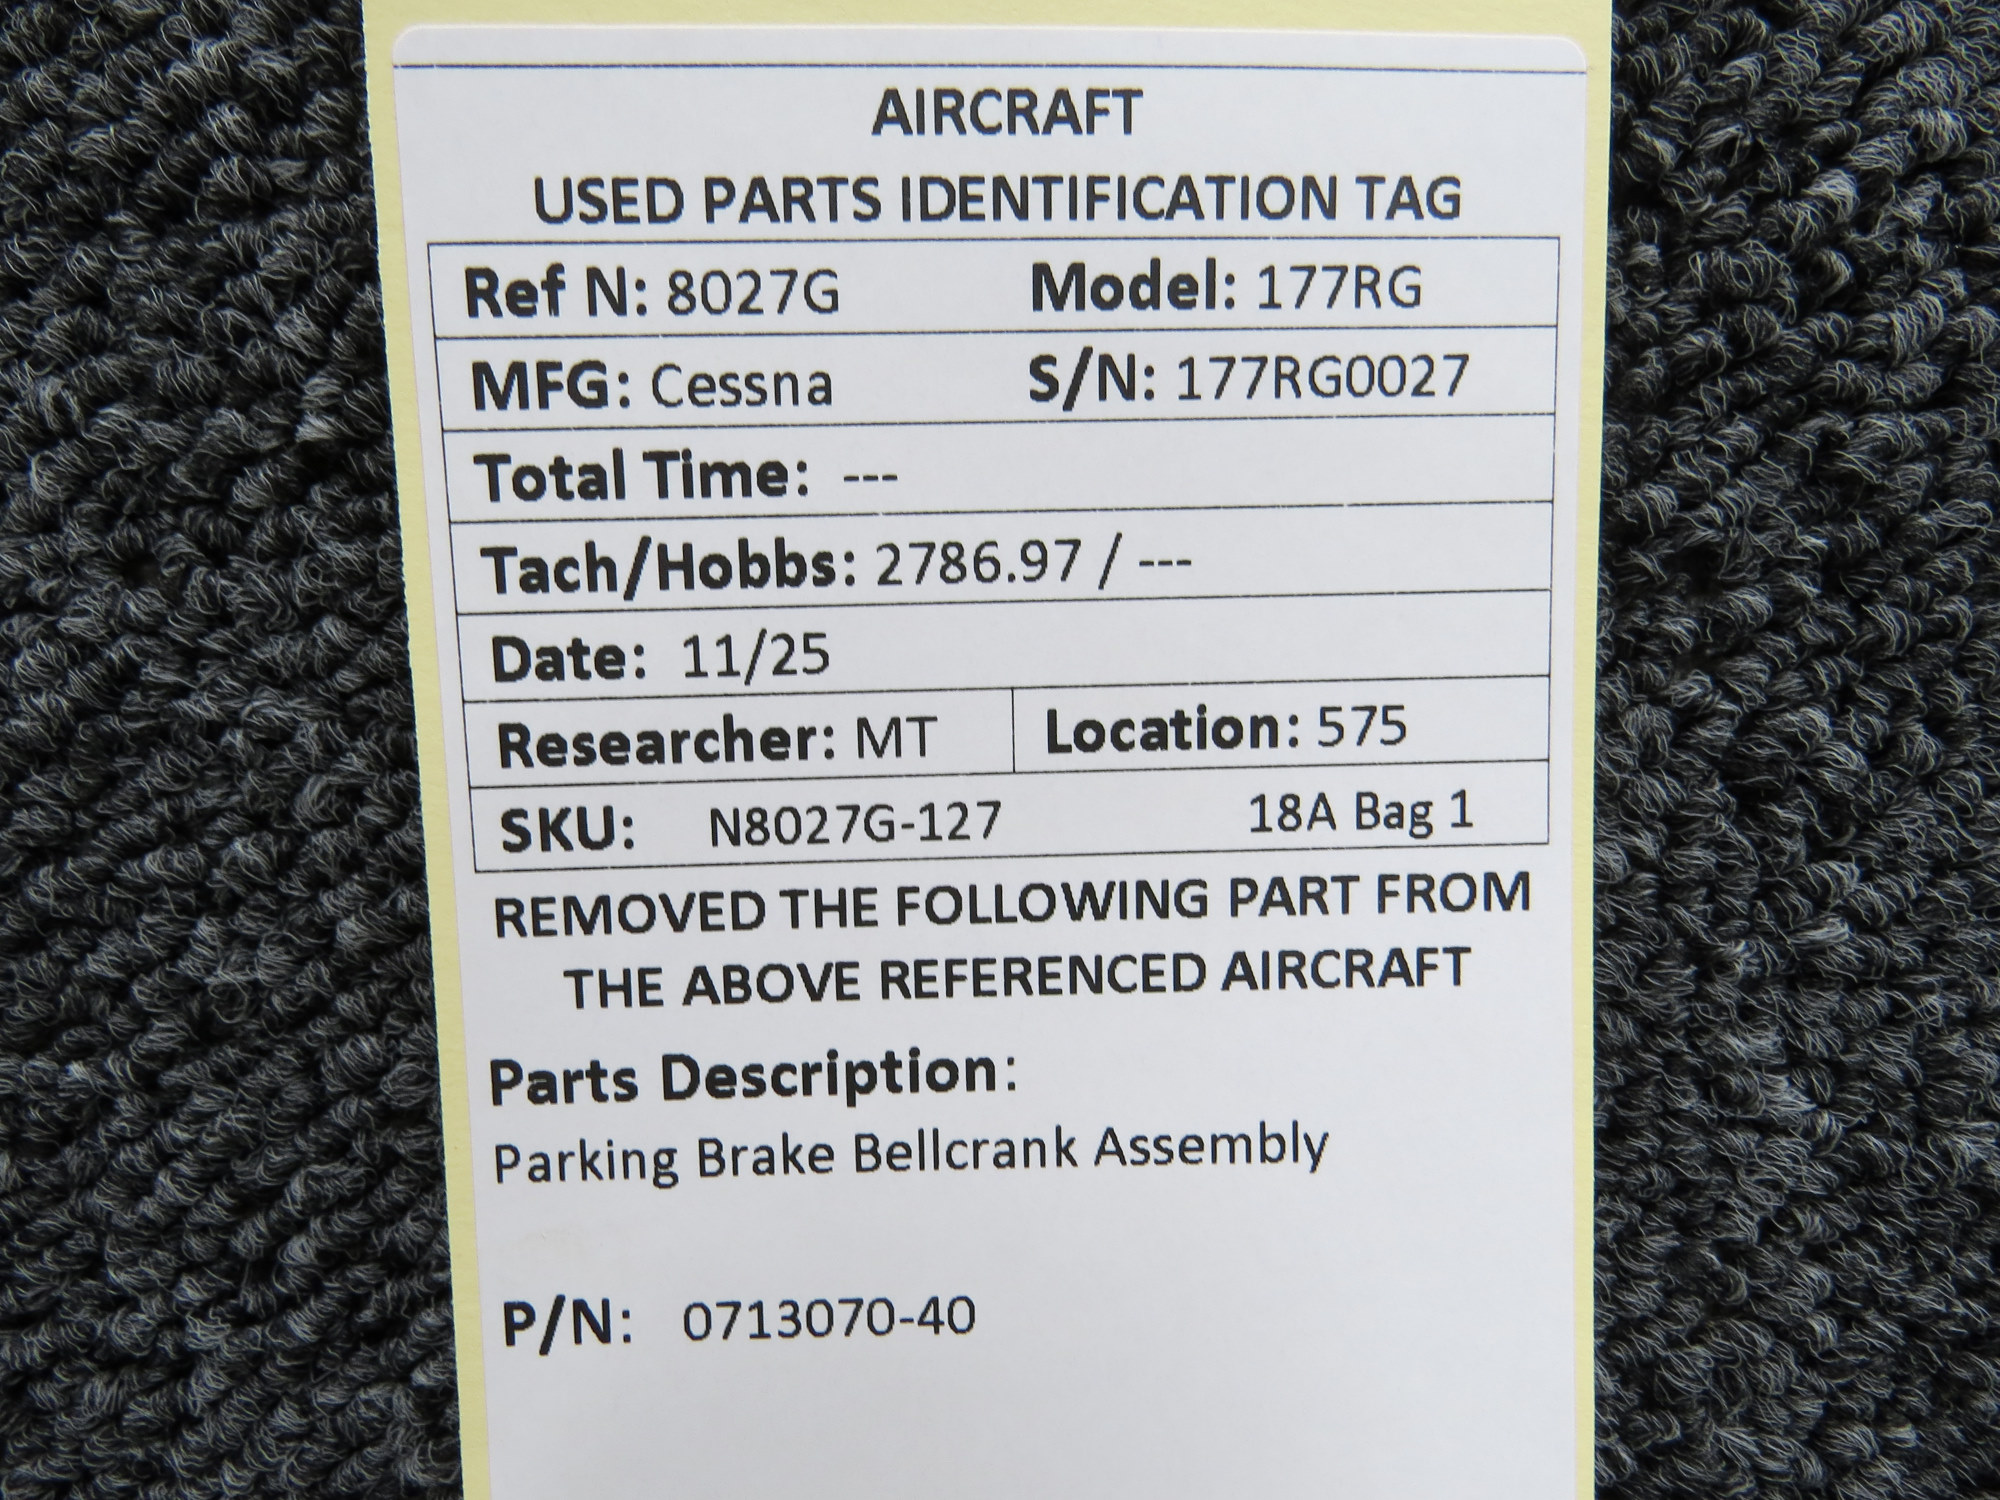 AIRCRAFT
USED PARTS IDENTIFICATION TAG
Ref N: 8027G Model: 177RG
MFG: Cessna S/N: 177RG0027
Total Time: ---
Tach/Hobbs: 2786.97 / ---
Date: 11/25
Researcher: MT Location: 575
SKU: N8027G-127 18A Bag 1
REMOVED THE FOLLOWING PART FROM
THE ABOVE REFERENCED AIRCRAFT
Parts Description:
Parking Brake Bellcrank Assembly
P/N: 0713070-40